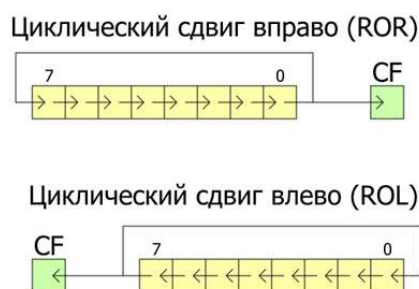 Циклический сдвиг вправо (ROR)
7 0 CF
Циклический сдвиг влево (ROL)
CF 7 0